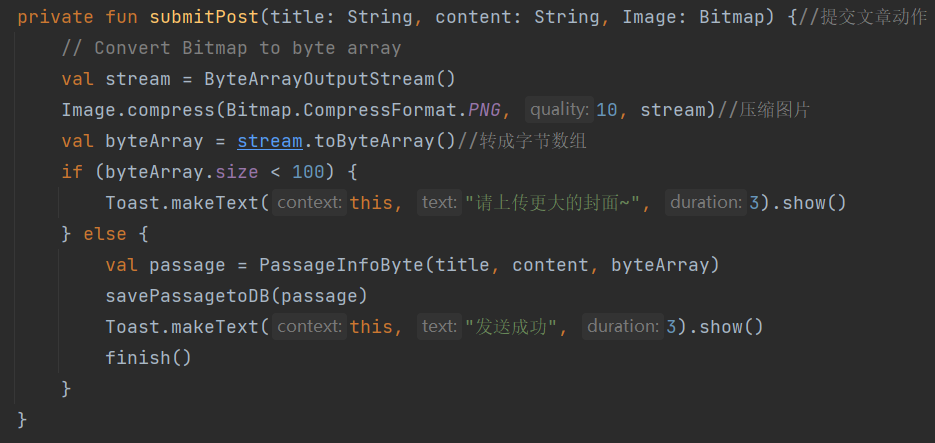 private fun submitPost(title: String, content: String, Image: Bitmap) {//提交文章动作
// Convert Bitmap to byte array
val stream = ByteArrayOutputStream()
Image.compress(Bitmap.CompressFormat.PNG, quality: 10, stream)//压缩图片
val byteArray = stream.toByteArray()//转成字节数组
if (byteArray.size < 100) {
Toast.makeText( context: this, text: "请上传更大的封面~", duration: 3).show()
} else {
val passage = PassageInfoByte(title, content, byteArray)
savePassagetoDB(passage)
Toast.makeText( context: this, text: "发送成功", duration: 3).show()
finish()
}
}